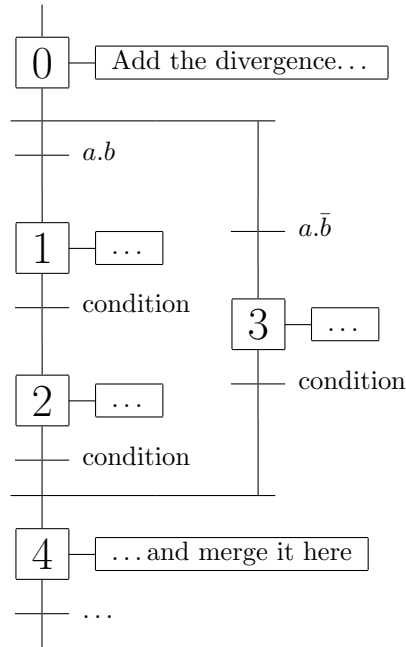 0 Add the divergence...
a.b
a.b̄
1 ...
condition
3 ...
2 ...
condition
condition
4 ...and merge it here
...